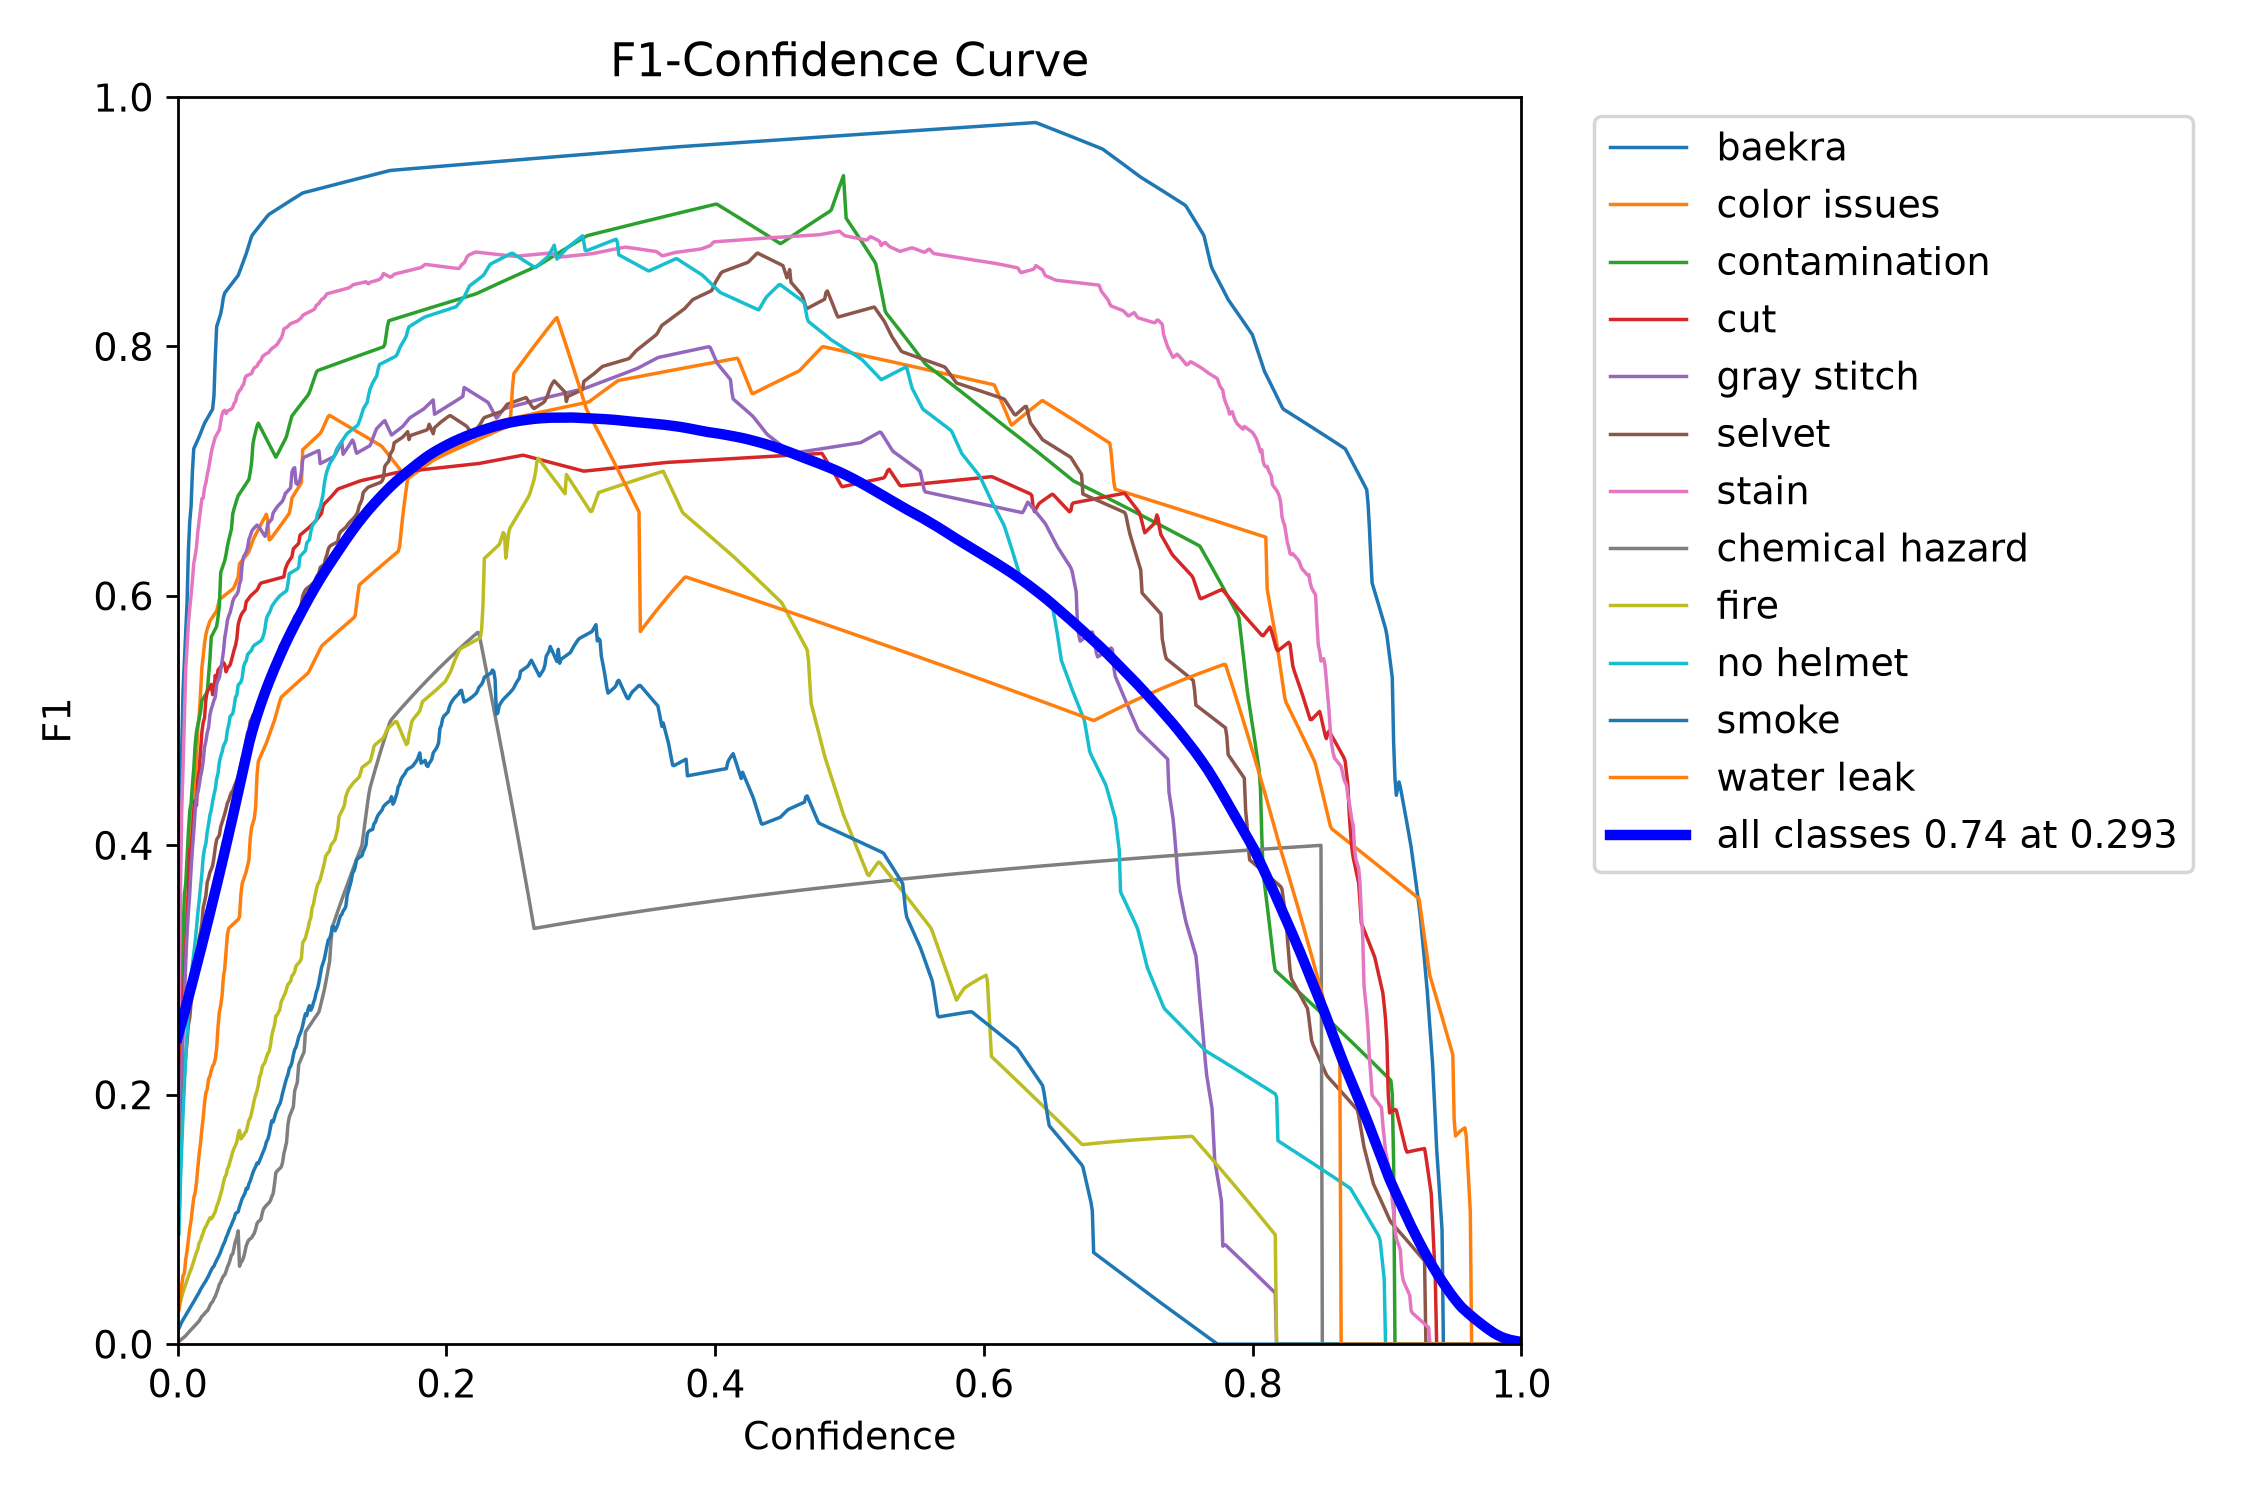 F1-Confidence Curve
1.0
0.8
0.6
0.4
0.2
0.0
F1
0.0 0.2 0.4 0.6 0.8 1.0
Confidence
baekra
color issues
contamination
cut
gray stitch
selvet
stain
chemical hazard
fire
no helmet
smoke
water leak
all classes 0.74 at 0.293